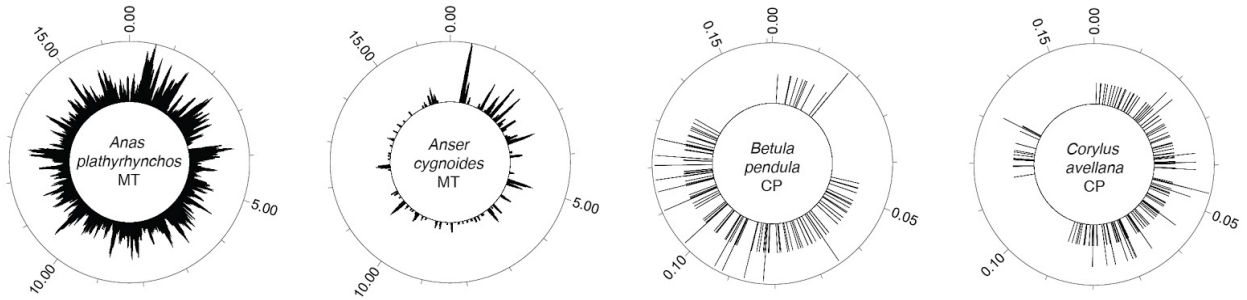 0.00
15.00
Anas
plathyrhynchos
MT
5.00
10.00
0.00
15.00
Anser
cygnoides
MT
5.00
10.00
0.00
0.15
Betula
pendula
CP
0.05
0.10
0.00
0.15
Corylus
avellana
CP
0.05
0.10